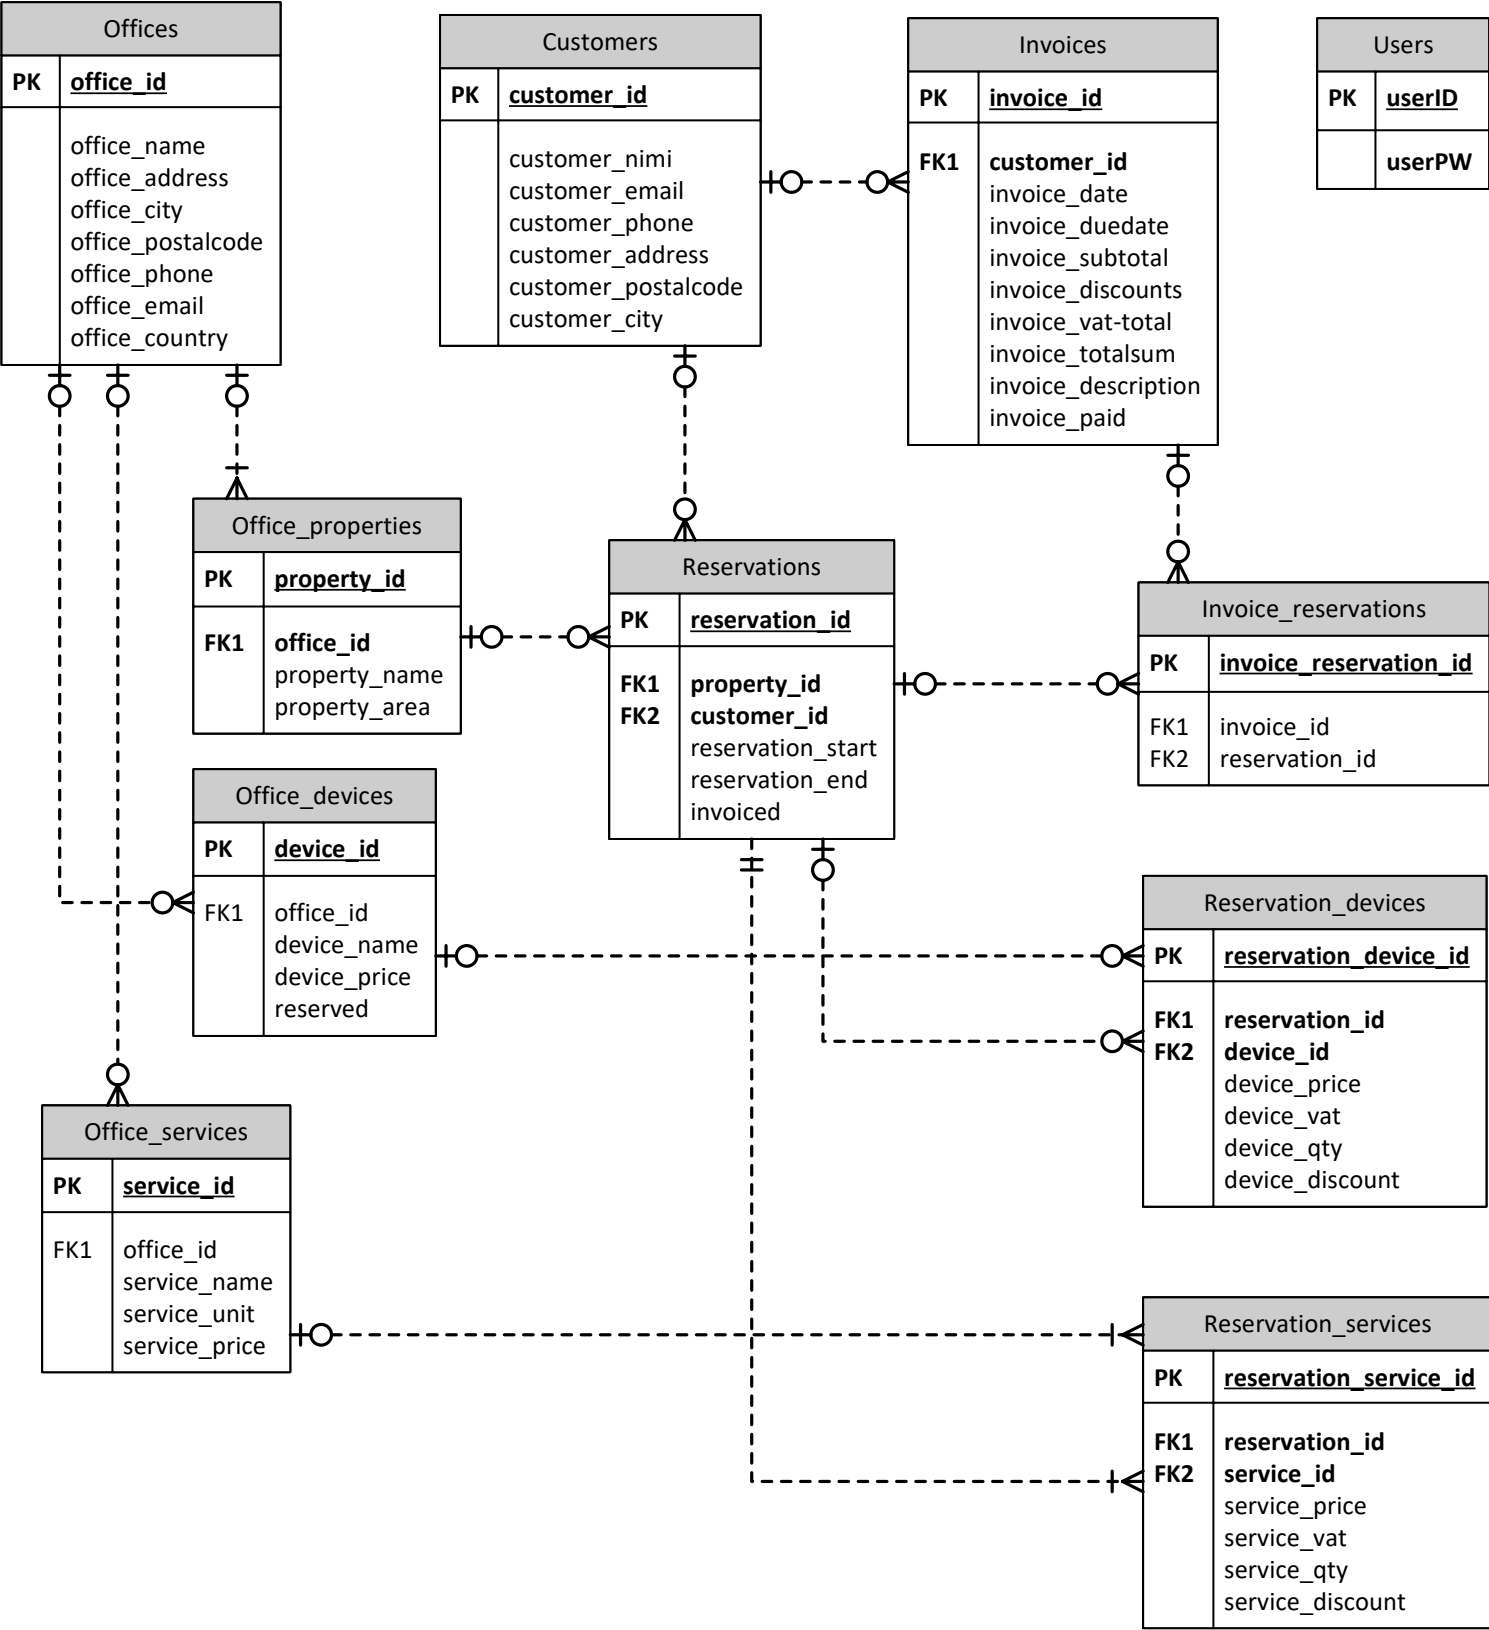 Offices
PK office_id
office_name
office_address
office_city
office_postalcode
office_phone
office_email
office_country
Customers
PK customer_id
customer_nimi
customer_email
customer_phone
customer_address
customer_postalcode
customer_city
Invoices
PK invoice_id
FK1 customer_id
invoice_date
invoice_duedate
invoice_subtotal
invoice_discounts
invoice_vat-total
invoice_totalsum
invoice_description
invoice_paid
Users
PK userID
userPW
Office_properties
PK property_id
FK1 office_id
property_name
property_area
Reservations
PK reservation_id
FK1 property_id
FK2 customer_id
reservation_start
reservation_end
invoiced
Invoice_reservations
PK invoice_reservation_id
FK1 invoice_id
FK2 reservation_id
Office_devices
PK device_id
FK1 office_id
device_name
device_price
reserved
Reservation_devices
PK reservation_device_id
FK1 reservation_id
FK2 device_id
device_price
device_vat
device_qty
device_discount
Office_services
PK service_id
FK1 office_id
service_name
service_unit
service_price
Reservation_services
PK reservation_service_id
FK1 reservation_id
FK2 service_id
service_price
service_vat
service_qty
service_discount